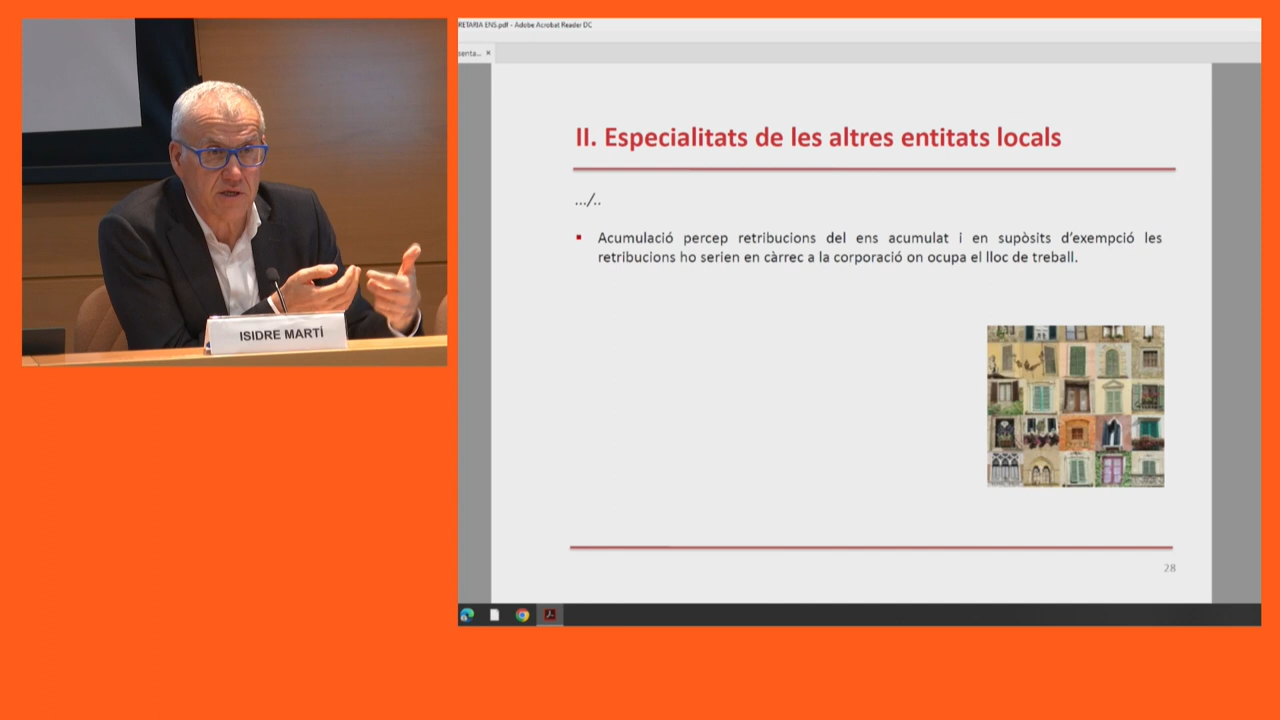 RETARIA ENS.pdf - Adobe Acrobat Reader DC
senta... ×
II. Especialitats de les altres entitats locals
.../..
Acumulació percep retribucions del ens acumulat i en supòsits d'exempció les
retribucions ho serien en càrrec a la corporació on ocupa el lloc de treball.
28
ISIDRE MARTÍ